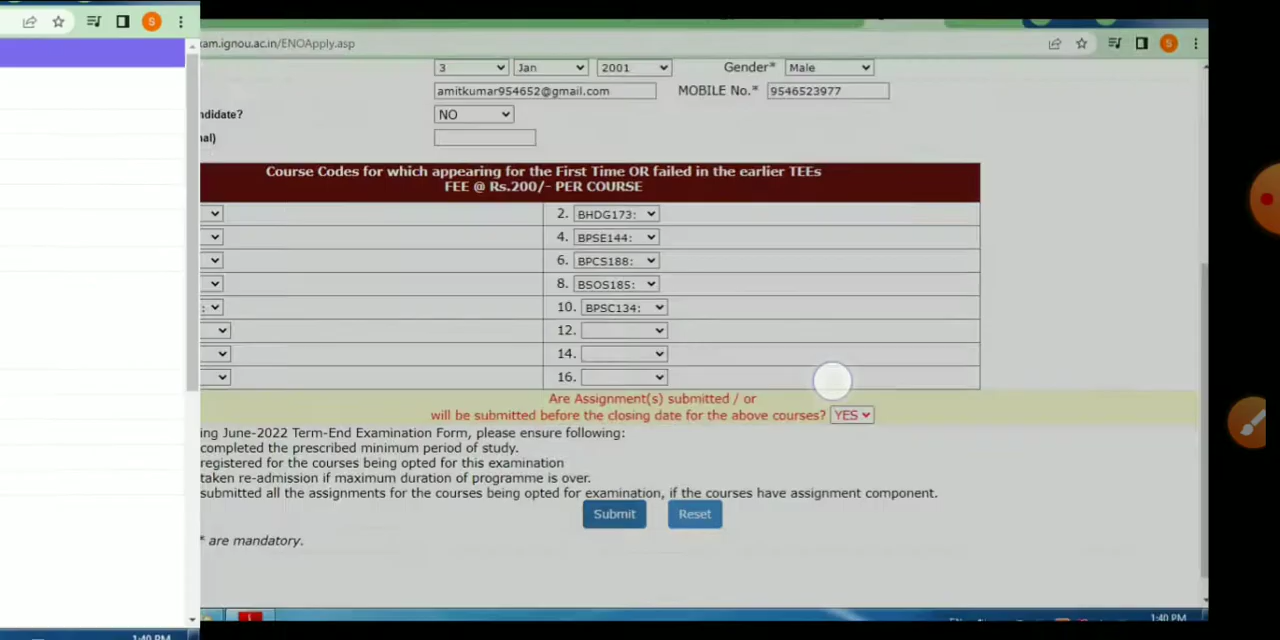 S
S
xam.ignou.ac.in/ENOApply.asp
3 Jan 2001 Gender* Male
amitkumar954652@gmail.com MOBILE No.* 9546523977
ndidate? NO
nal)
Course Codes for which appearing for the First Time OR failed in the earlier TEEs
FEE @ Rs.200/- PER COURSE
2. BHDG173:
4. BPSE144:
6. BPCS188:
8. BSOS185:
: 10. BPSC134:
12.
14.
16.
Are Assignment(s) submitted / or
will be submitted before the closing date for the above courses? YES
ing June-2022 Term-End Examination Form, please ensure following:
completed the prescribed minimum period of study.
registered for the courses being opted for this examination
taken re-admission if maximum duration of programme is over.
submitted all the assignments for the courses being opted for examination, if the courses have assignment component.
Submit Reset
* are mandatory.
1:40 PM
1:40 PM